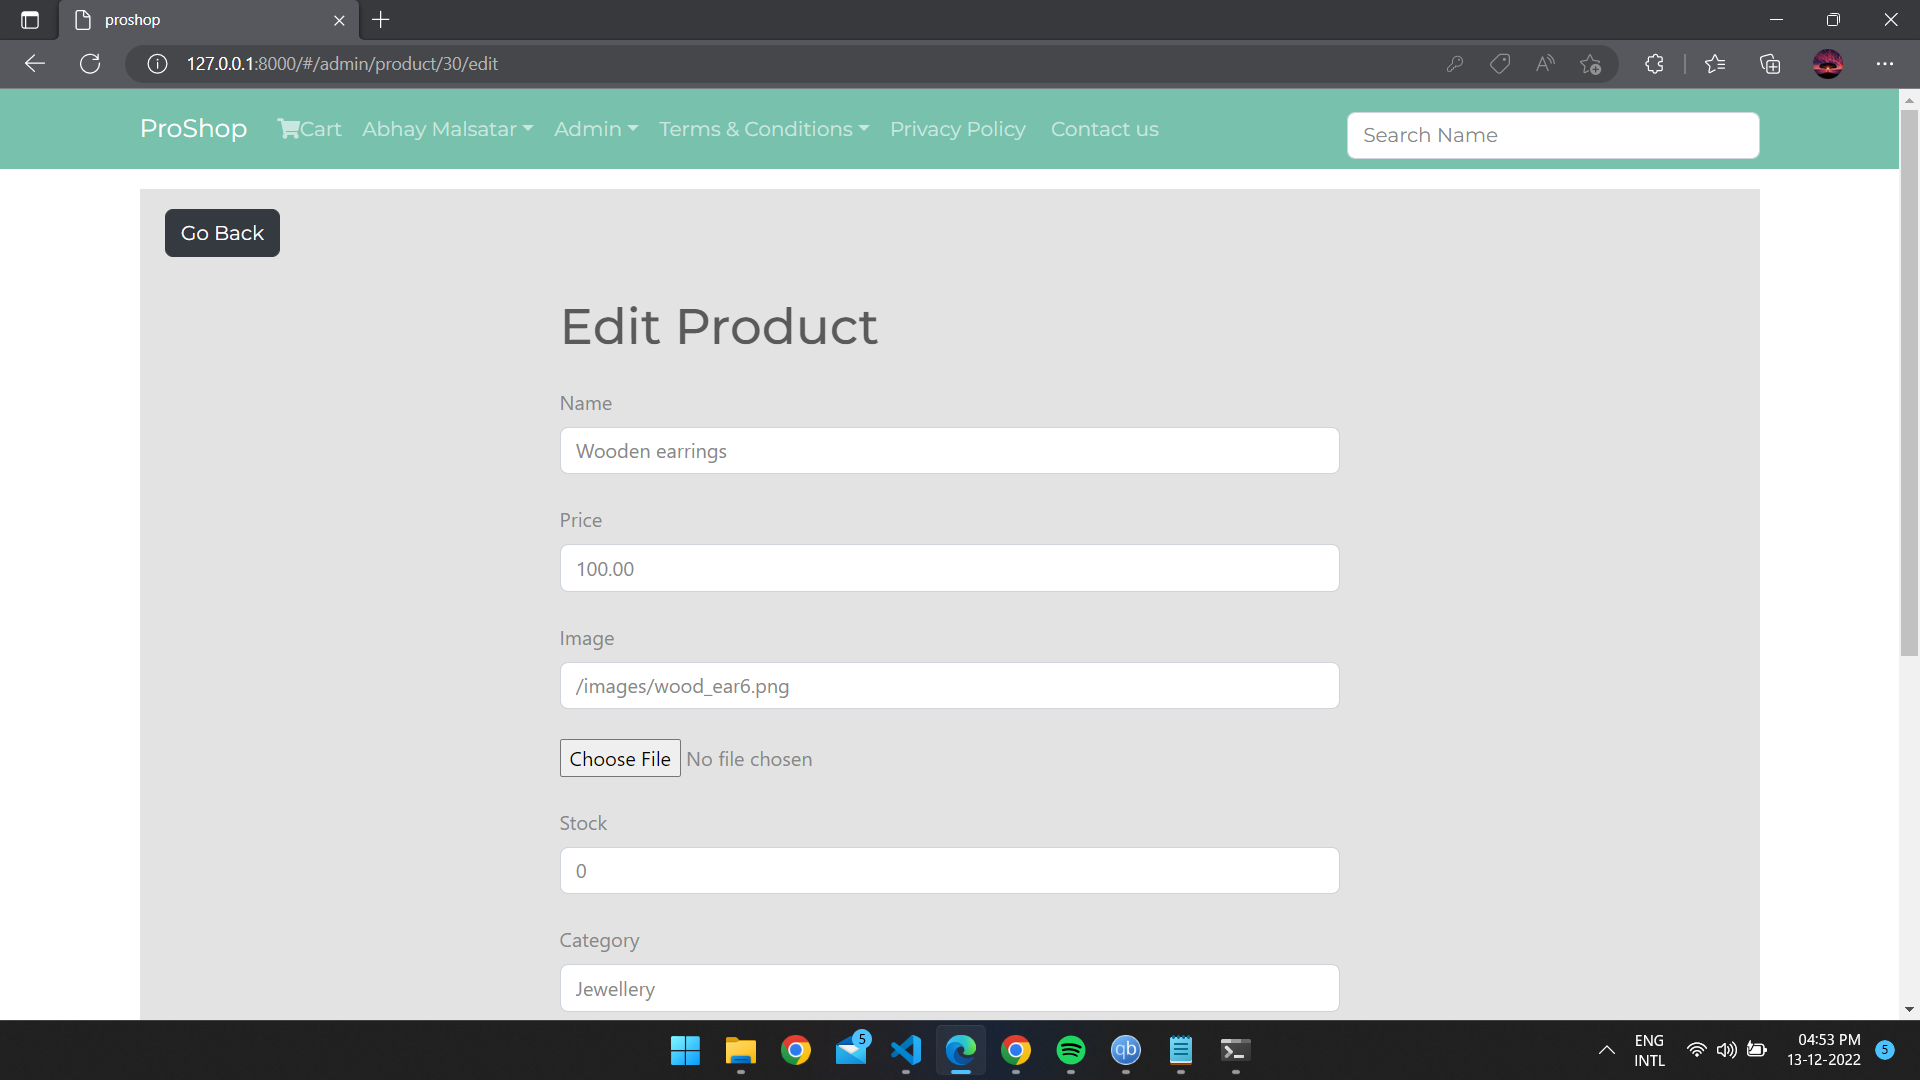 proshop
127.0.0.1:8000/#/admin/product/30/edit
ProShop Cart Abhay Malsatar Admin Terms & Conditions Privacy Policy Contact us Search Name
Go Back
Edit Product
Name
Wooden earrings
Price
100.00
Image
/images/wood_ear6.png
Choose File No file chosen
Stock
0
Category
Jewellery
5
qb
ENG
INTL
04:53 PM
13-12-2022
5